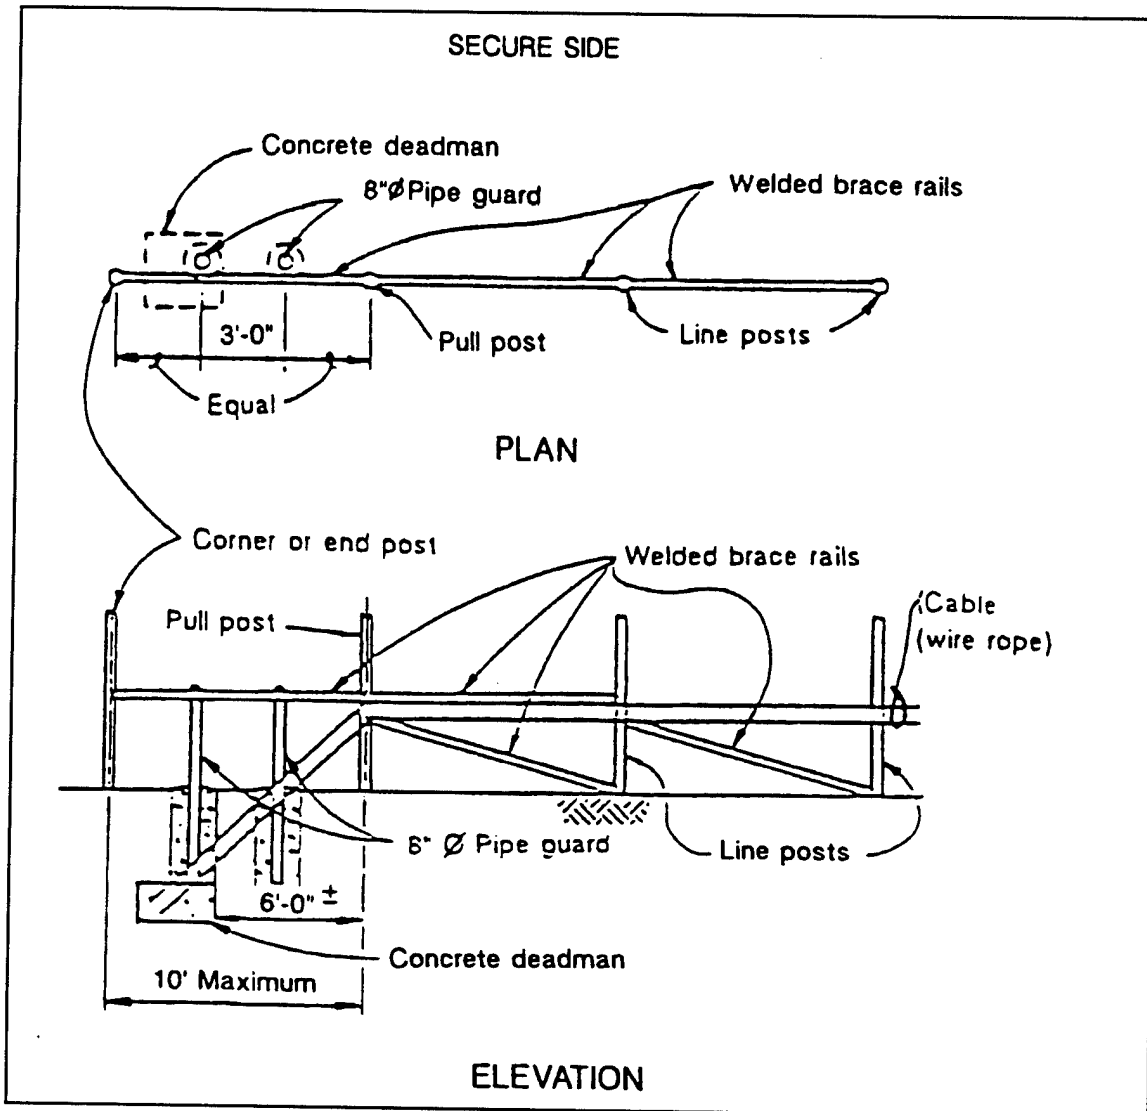 SECURE SIDE
Concrete deadman
8"Ø Pipe guard
Welded brace rails
3'-0"
Pull post
Line posts
Equal
PLAN
Corner or end post
Welded brace rails
Pull post
Cable
(wire rope)
8" Ø Pipe guard
Line posts
6'-0" ±
Concrete deadman
10' Maximum
ELEVATION